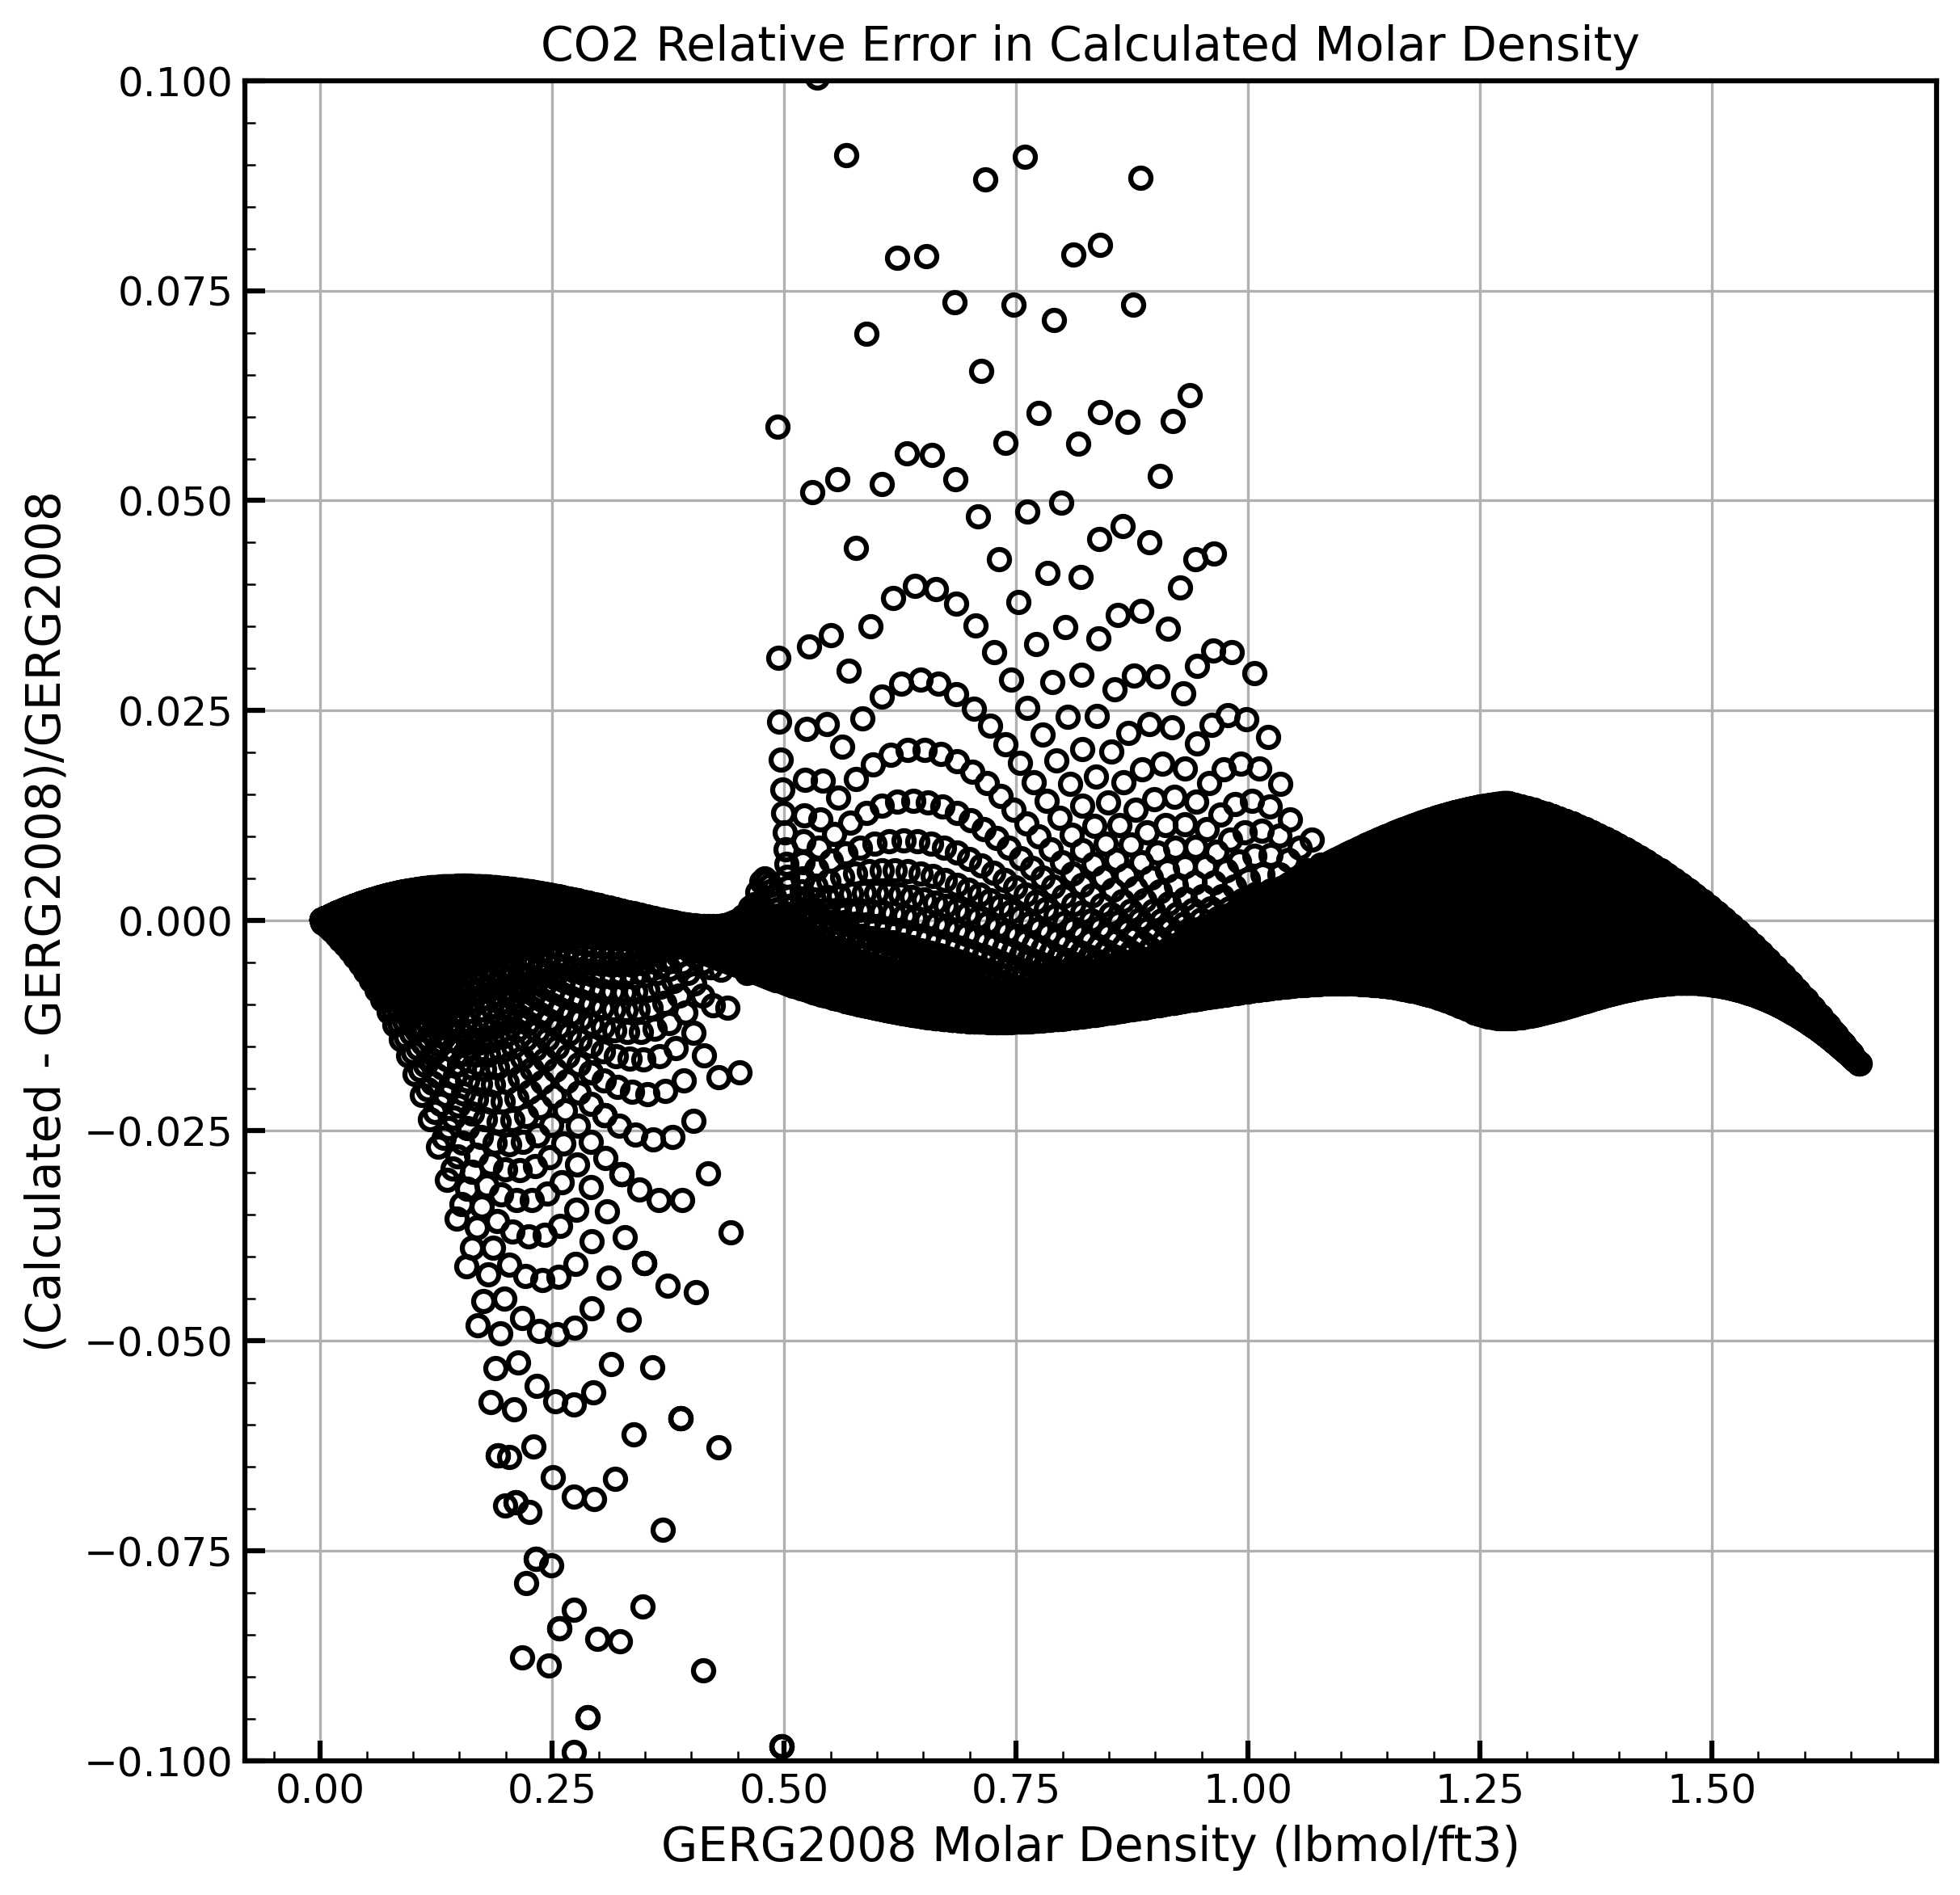 CO2 Relative Error in Calculated Molar Density
(Calculated - GERG2008)/GERG2008
0.100
0.075
0.050
0.025
0.000
−0.025
−0.050
−0.075
−0.100
0.00 0.25 0.50 0.75 1.00 1.25 1.50
GERG2008 Molar Density (lbmol/ft3)